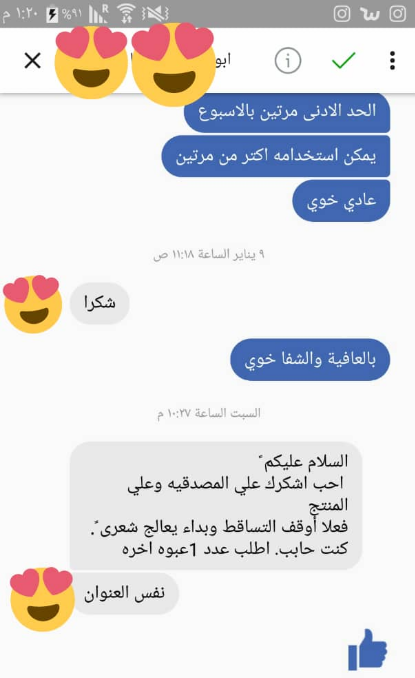 م ١:٢٠ %٩١ R
ابو
الحد الادنى مرتين بالاسبوع
يمكن استخدامه اكثر من مرتين
عادي خوي
٩ يناير الساعة ١١:١٨ ص
شكرا
بالعافية والشفا خوي
السبت الساعة ١٠:٢٧ م
السلام عليكم ً
احب اشكرك علي المصدقيه وعلي
المنتج
فعلا أوقف التساقط وبداء يعالج شعرى ً.
كنت حابب. اطلب عدد 1عبوه اخره
نفس العنوان